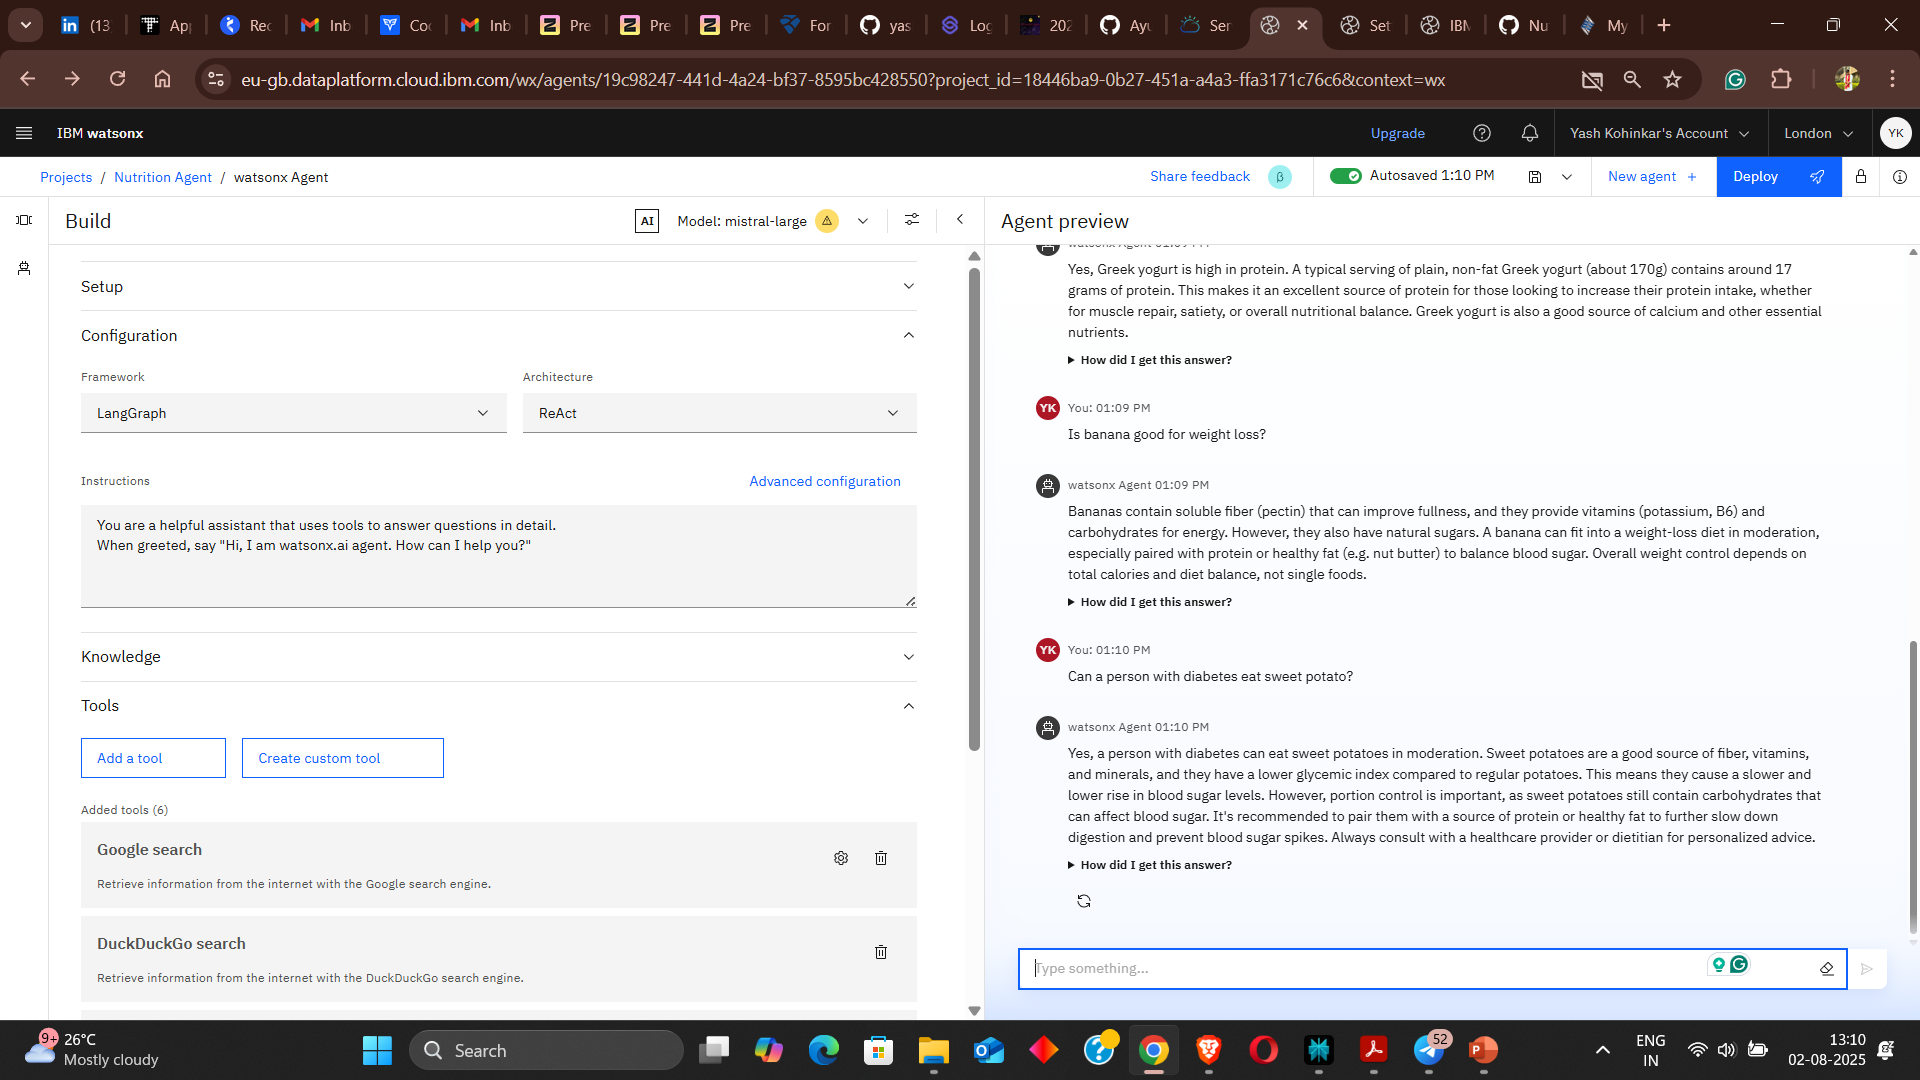 (13
App
Rec
Inb
Coc
Inb
Pre
Pre
Pre
For
yas
Log
202
Ayu
Ser
Set
IBM
Nu
My
eu-gb.dataplatform.cloud.ibm.com/wx/agents/19c98247-441d-4a24-bf37-8595bc428550?project_id=18446ba9-0b27-451a-a4a3-ffa3171c76c6&context=wx
IBM watsonx
Upgrade
Yash Kohinkar's Account
London
YK
Projects / Nutrition Agent / watsonx Agent
Share feedback
β
Autosaved 1:10 PM
New agent +
Deploy
Build
AI
Model: mistral-large
Setup
Configuration
Framework
Architecture
LangGraph
ReAct
Instructions
Advanced configuration
You are a helpful assistant that uses tools to answer questions in detail.
When greeted, say "Hi, I am watsonx.ai agent. How can I help you?"
Knowledge
Tools
Add a tool
Create custom tool
Added tools (6)
Google search
Retrieve information from the internet with the Google search engine.
DuckDuckGo search
Retrieve information from the internet with the DuckDuckGo search engine.
Agent preview
watsonx Agent 01:09 PM
Yes, Greek yogurt is high in protein. A typical serving of plain, non-fat Greek yogurt (about 170g) contains around 17
grams of protein. This makes it an excellent source of protein for those looking to increase their protein intake, whether
for muscle repair, satiety, or overall nutritional balance. Greek yogurt is also a good source of calcium and other essential
nutrients.
How did I get this answer?
YK
You: 01:09 PM
Is banana good for weight loss?
watsonx Agent 01:09 PM
Bananas contain soluble fiber (pectin) that can improve fullness, and they provide vitamins (potassium, B6) and
carbohydrates for energy. However, they also have natural sugars. A banana can fit into a weight-loss diet in moderation,
especially paired with protein or healthy fat (e.g. nut butter) to balance blood sugar. Overall weight control depends on
total calories and diet balance, not single foods.
How did I get this answer?
YK
You: 01:10 PM
Can a person with diabetes eat sweet potato?
watsonx Agent 01:10 PM
Yes, a person with diabetes can eat sweet potatoes in moderation. Sweet potatoes are a good source of fiber, vitamins,
and minerals, and they have a lower glycemic index compared to regular potatoes. This means they cause a slower and
lower rise in blood sugar levels. However, portion control is important, as sweet potatoes still contain carbohydrates that
can affect blood sugar. It's recommended to pair them with a source of protein or healthy fat to further slow down
digestion and prevent blood sugar spikes. Always consult with a healthcare provider or dietitian for personalized advice.
How did I get this answer?
Type something...
9+
26°C
Mostly cloudy
Search
52
ENG
IN
13:10
02-08-2025